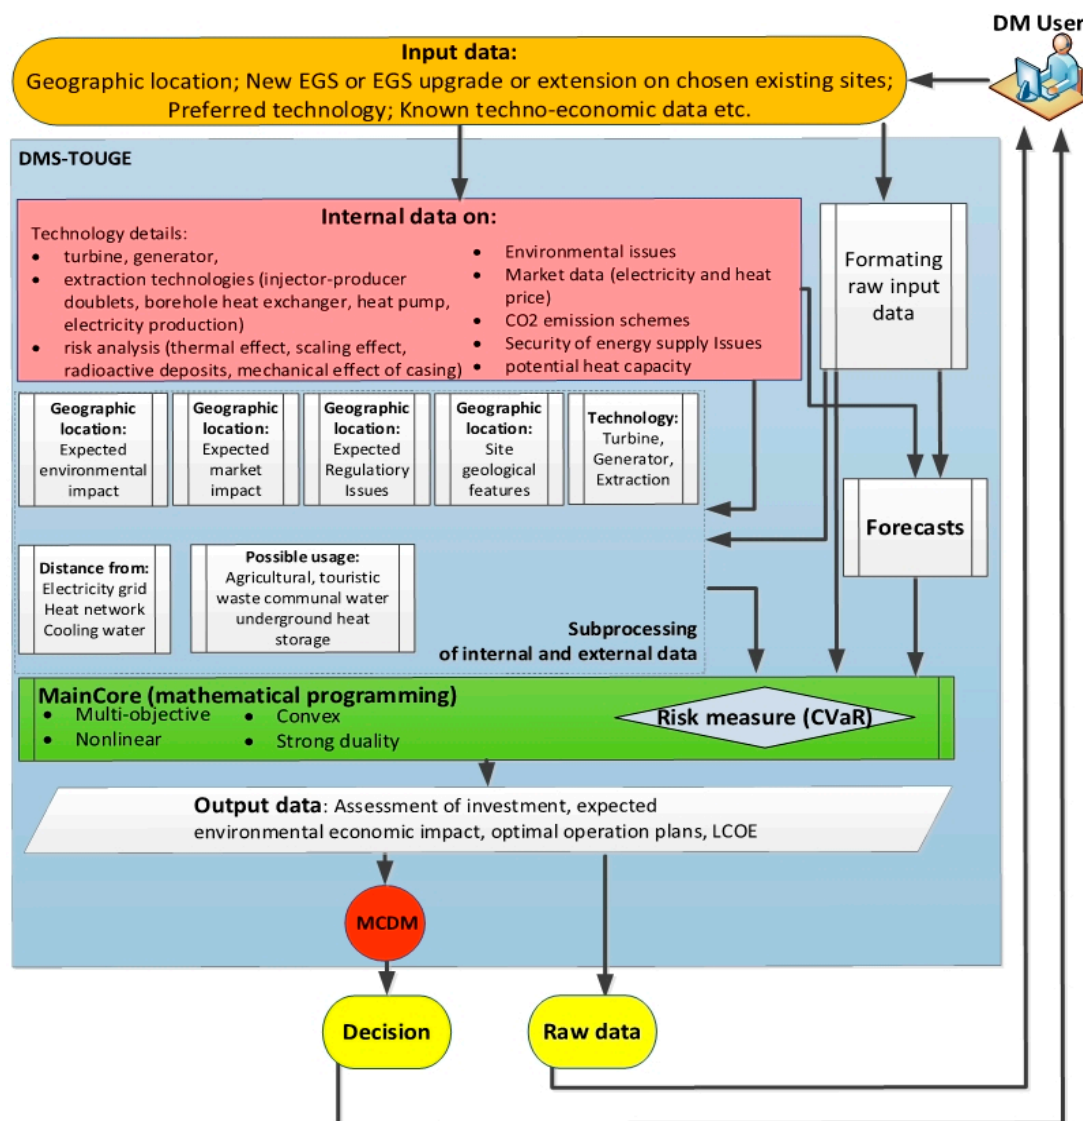 DM User
Input data:
Geographic location; New EGS or EGS upgrade or extension on chosen existing sites;
Preferred technology; Known techno-economic data etc.
DMS-TOUGE
Internal data on:
Technology details:
• turbine, generator,
• extraction technologies (injector-producer
doublets, borehole heat exchanger, heat pump,
electricity production)
• risk analysis (thermal effect, scaling effect,
radioactive deposits, mechanical effect of casing)
• Environmental issues
• Market data (electricity and heat
price)
• CO2 emission schemes
• Security of energy supply Issues
• potential heat capacity
Formating
raw input
data
Geographic
location:
Expected
environmental
impact
Geographic
location:
Expected
market
impact
Geographic
location:
Expected
Regulatiory
Issues
Geographic
location:
Site
geological
features
Technology:
Turbine,
Generator,
Extraction
Forecasts
Distance from:
Electricity grid
Heat network
Cooling water
Possible usage:
Agricultural, touristic
waste communal water
underground heat
storage
Subprocessing
of internal and external data
MainCore (mathematical programming)
• Multi-objective
• Nonlinear
• Convex
• Strong duality
Risk measure (CVaR)
Output data: Assessment of investment, expected
environmental economic impact, optimal operation plans, LCOE
MCDM
Decision
Raw data